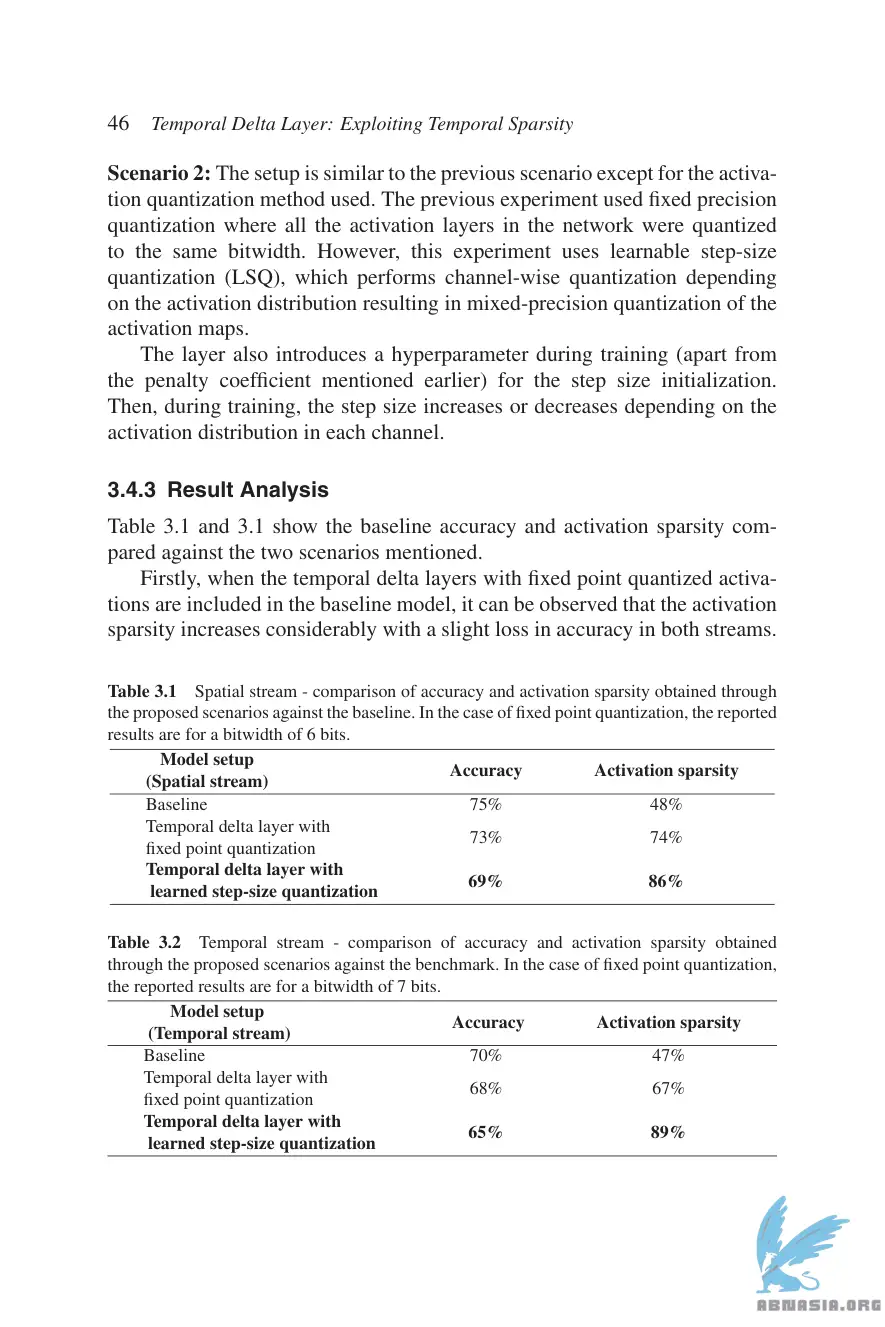 46 Temporal Delta Layer: Exploiting Temporal Sparsity
Scenario 2: The setup is similar to the previous scenario except for the activa-
tion quantization method used. The previous experiment used fixed precision
quantization where all the activation layers in the network were quantized
to the same bitwidth. However, this experiment uses learnable step-size
quantization (LSQ), which performs channel-wise quantization depending
on the activation distribution resulting in mixed-precision quantization of the
activation maps.
The layer also introduces a hyperparameter during training (apart from
the penalty coefficient mentioned earlier) for the step size initialization.
Then, during training, the step size increases or decreases depending on the
activation distribution in each channel.
3.4.3 Result Analysis
Table 3.1 and 3.1 show the baseline accuracy and activation sparsity com-
pared against the two scenarios mentioned.
Firstly, when the temporal delta layers with fixed point quantized activa-
tions are included in the baseline model, it can be observed that the activation
sparsity increases considerably with a slight loss in accuracy in both streams.
Table 3.1 Spatial stream - comparison of accuracy and activation sparsity obtained through
the proposed scenarios against the baseline. In the case of fixed point quantization, the reported
results are for a bitwidth of 6 bits.
Model setup
(Spatial stream) Accuracy Activation sparsity
Baseline 75% 48%
Temporal delta layer with
fixed point quantization 73% 74%
Temporal delta layer with
learned step-size quantization 69% 86%
Table 3.2 Temporal stream - comparison of accuracy and activation sparsity obtained
through the proposed scenarios against the benchmark. In the case of fixed point quantization,
the reported results are for a bitwidth of 7 bits.
Model setup
(Temporal stream) Accuracy Activation sparsity
Baseline 70% 47%
Temporal delta layer with
fixed point quantization 68% 67%
Temporal delta layer with
learned step-size quantization 65% 89%
ABNASIA.ORG